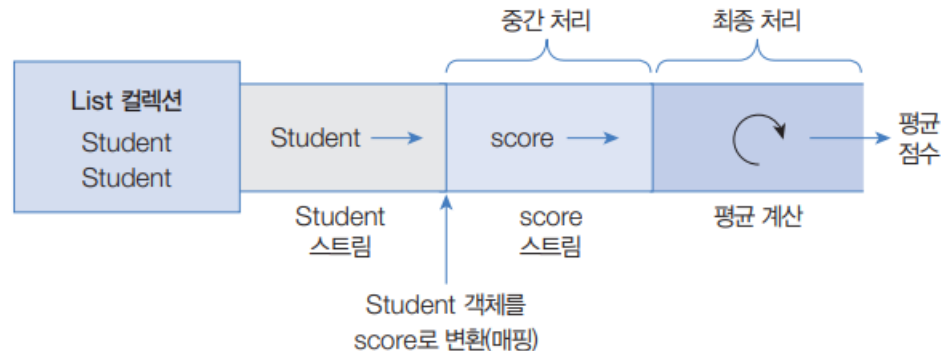 중간 처리
최종 처리
List 컬렉션
Student
Student
Student
score
평균
점수
Student
스트림
score
스트림
평균 계산
Student 객체를
score로 변환(매핑)